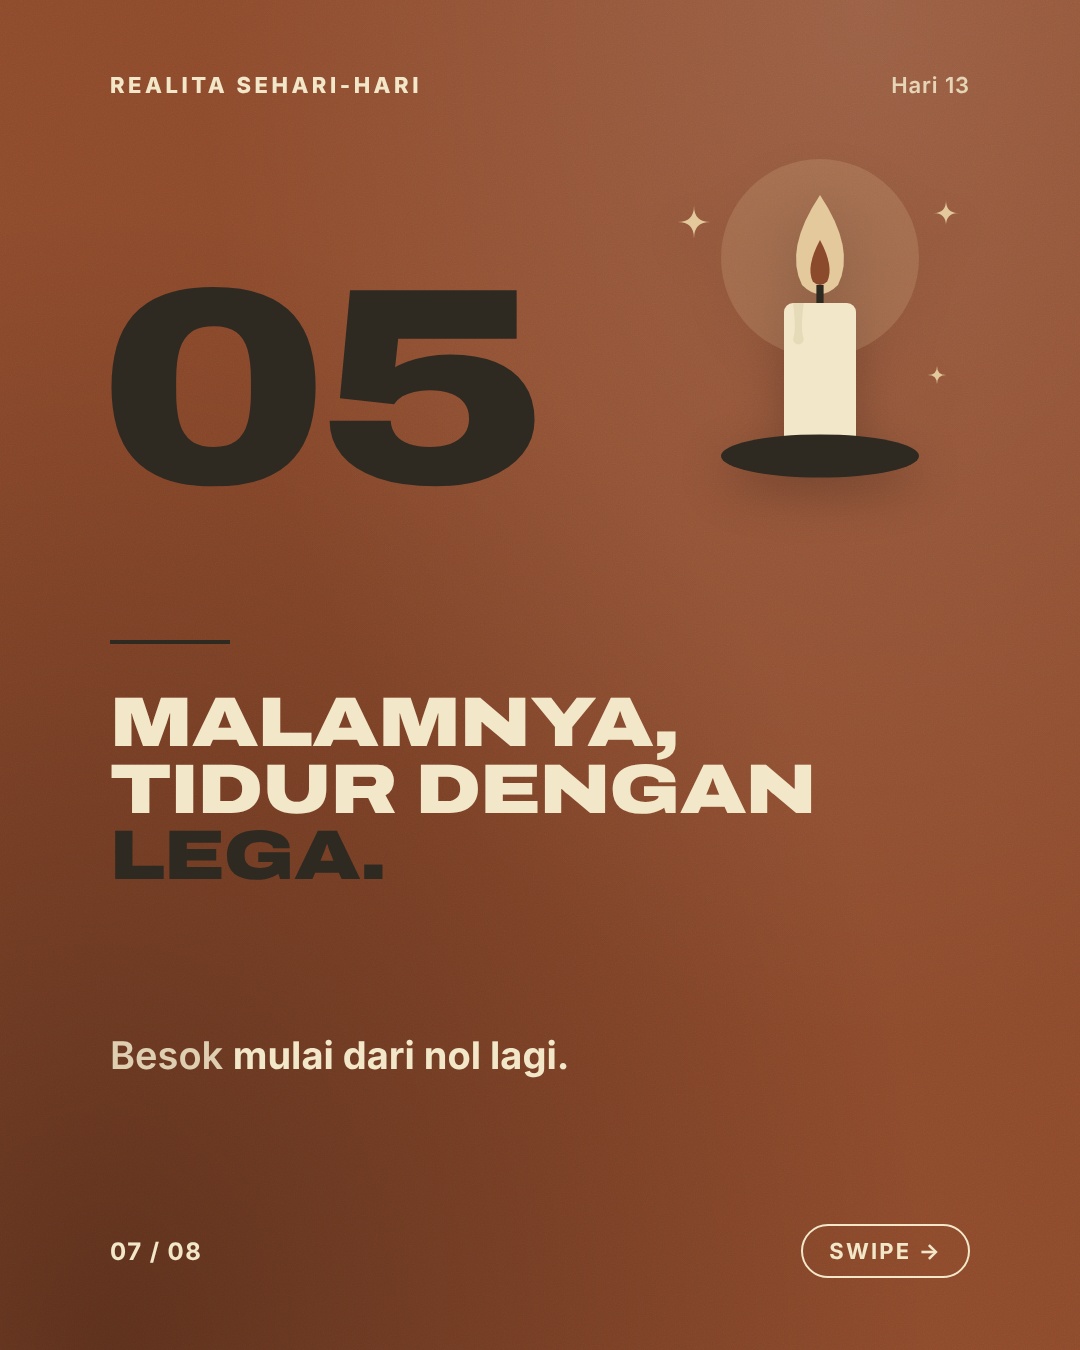 REALITA SEHARI-HARI
Hari 13
05
MALAMNYA,
TIDUR DENGAN
LEGA.
Besok mulai dari nol lagi.
07 / 08
SWIPE →